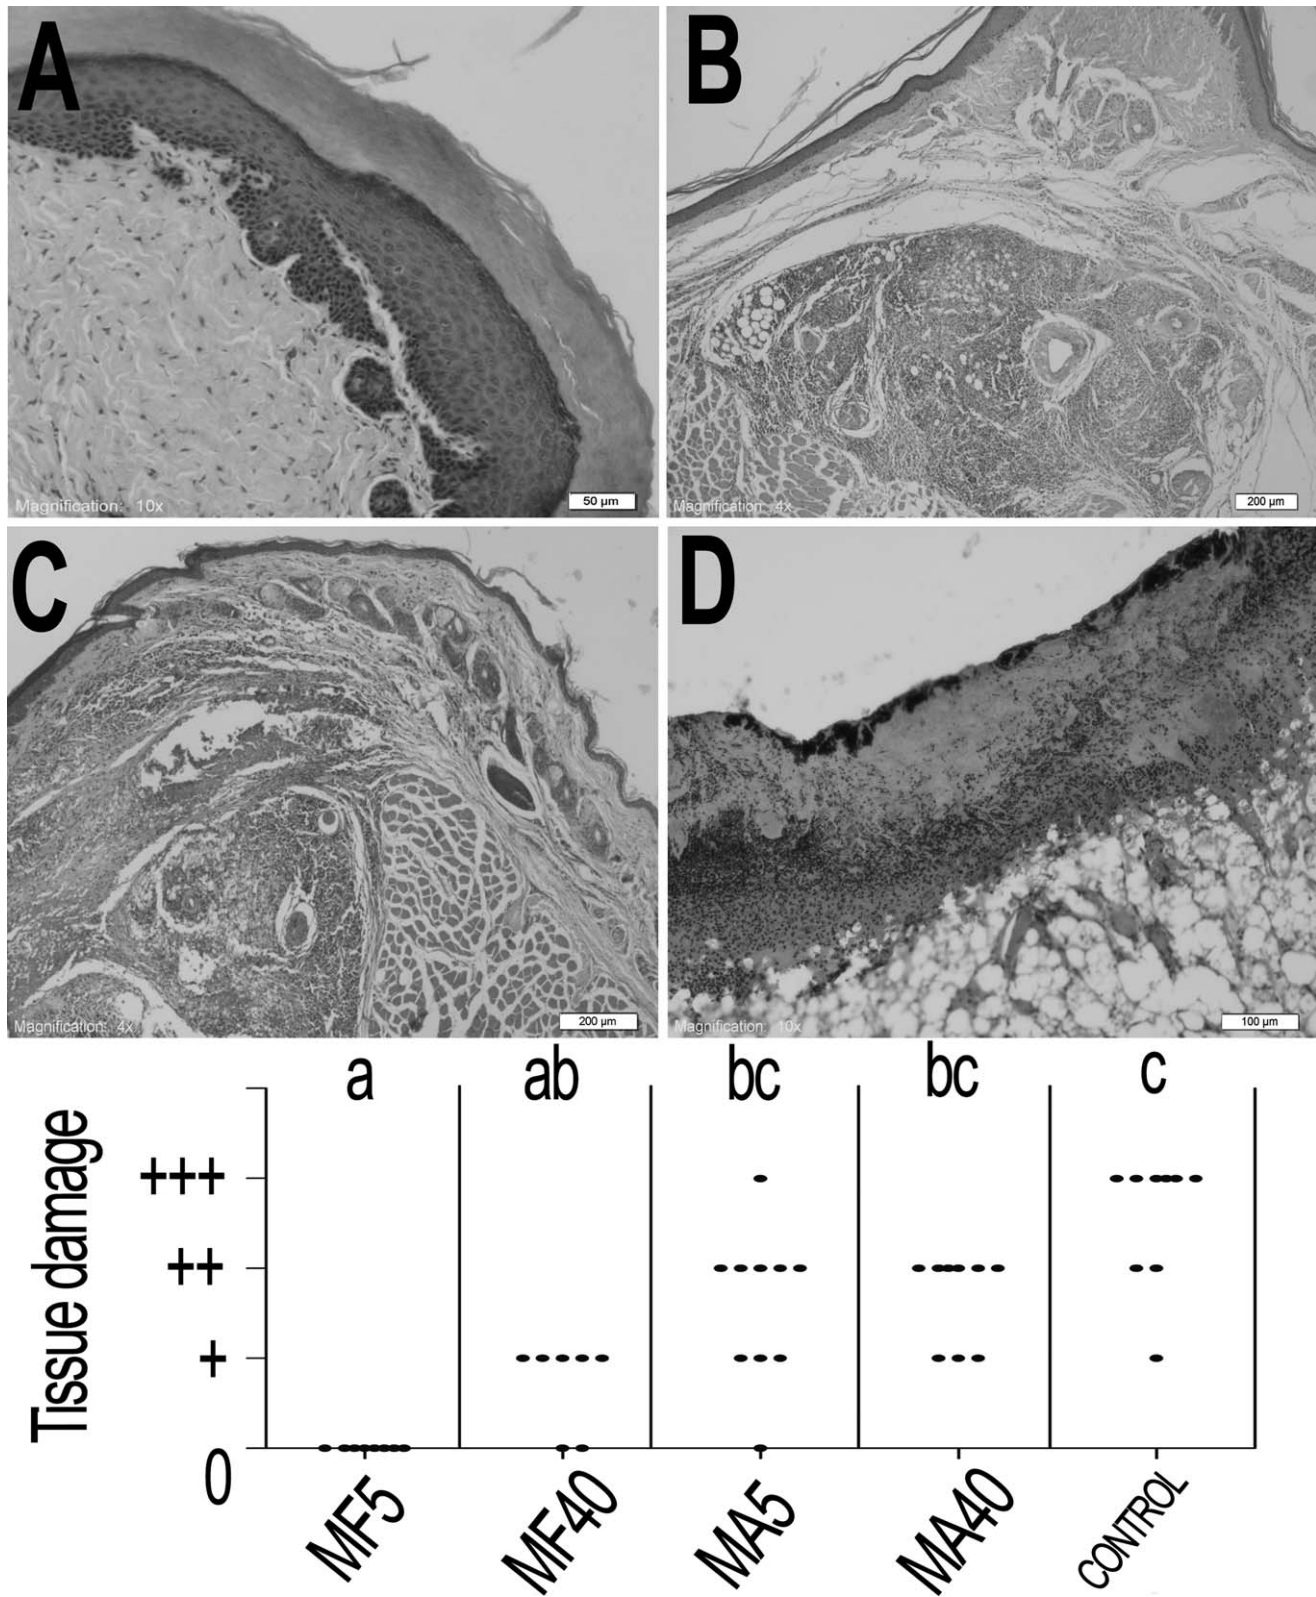 A
B
Magnification: 10x
50 µm
Magnification: 4x
200 µm
C
D
Magnification: 4x
200 µm
Magnification: 10x
100 µm
a
ab
bc
bc
c
Tissue damage
+++
++
+
0
MF5
MF40
MA5
MA40
CONTROL